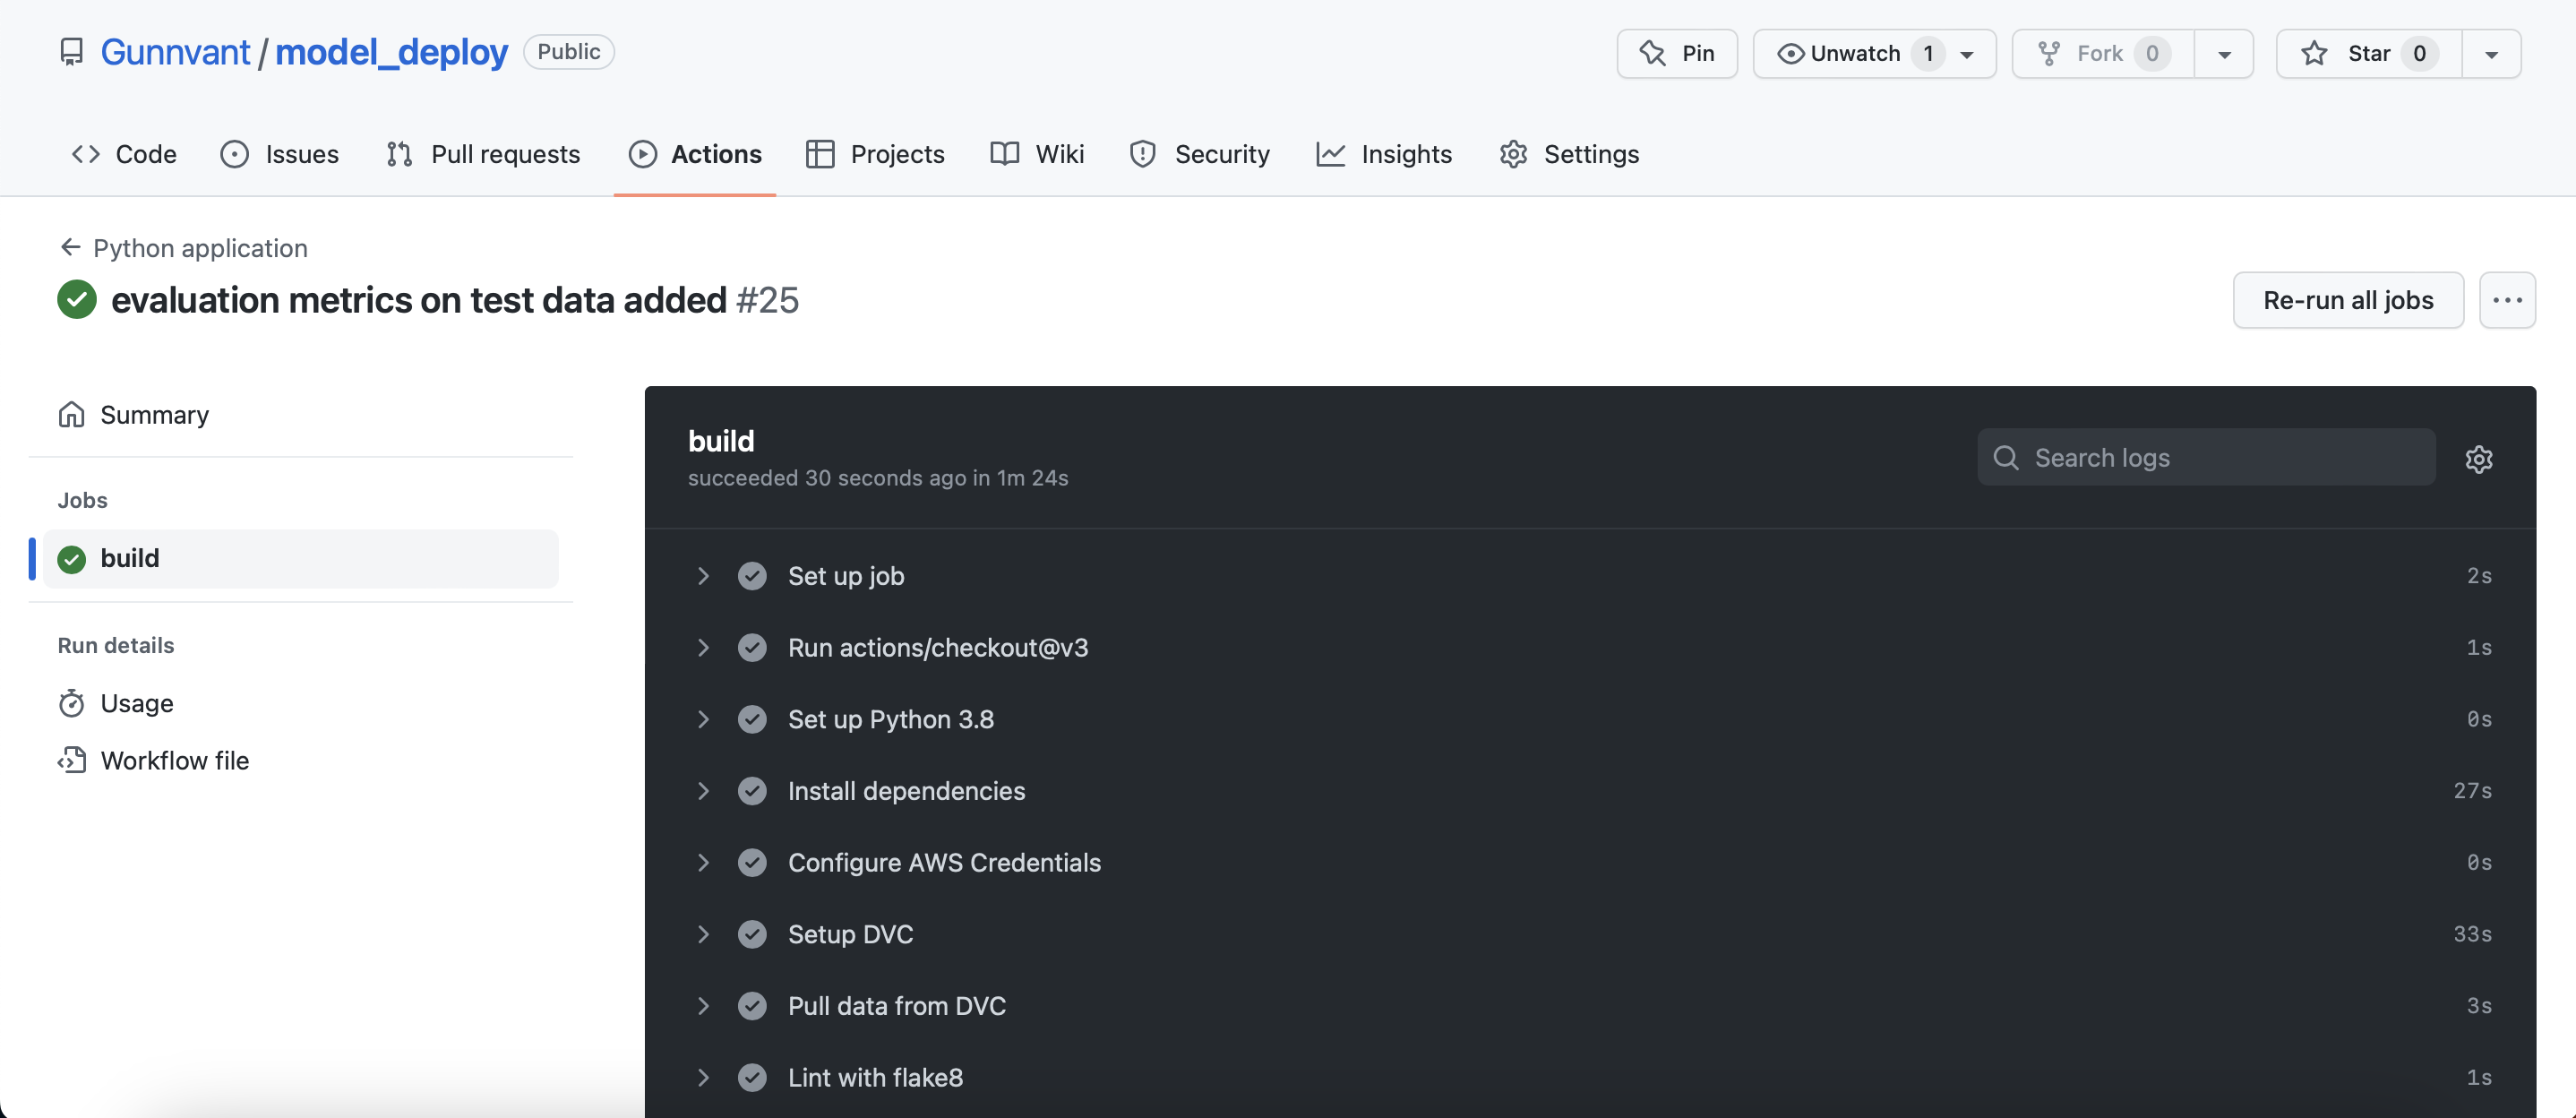 Gunnvant / model_deploy Public
Pin
Unwatch 1
Fork 0
Star 0
Code
Issues
Pull requests
Actions
Projects
Wiki
Security
Insights
Settings
Python application
evaluation metrics on test data added #25
Re-run all jobs
Summary
Jobs
build
Run details
Usage
Workflow file
build
succeeded 30 seconds ago in 1m 24s
Search logs
Set up job 2s
Run actions/checkout@v3 1s
Set up Python 3.8 0s
Install dependencies 27s
Configure AWS Credentials 0s
Setup DVC 33s
Pull data from DVC 3s
Lint with flake8 1s